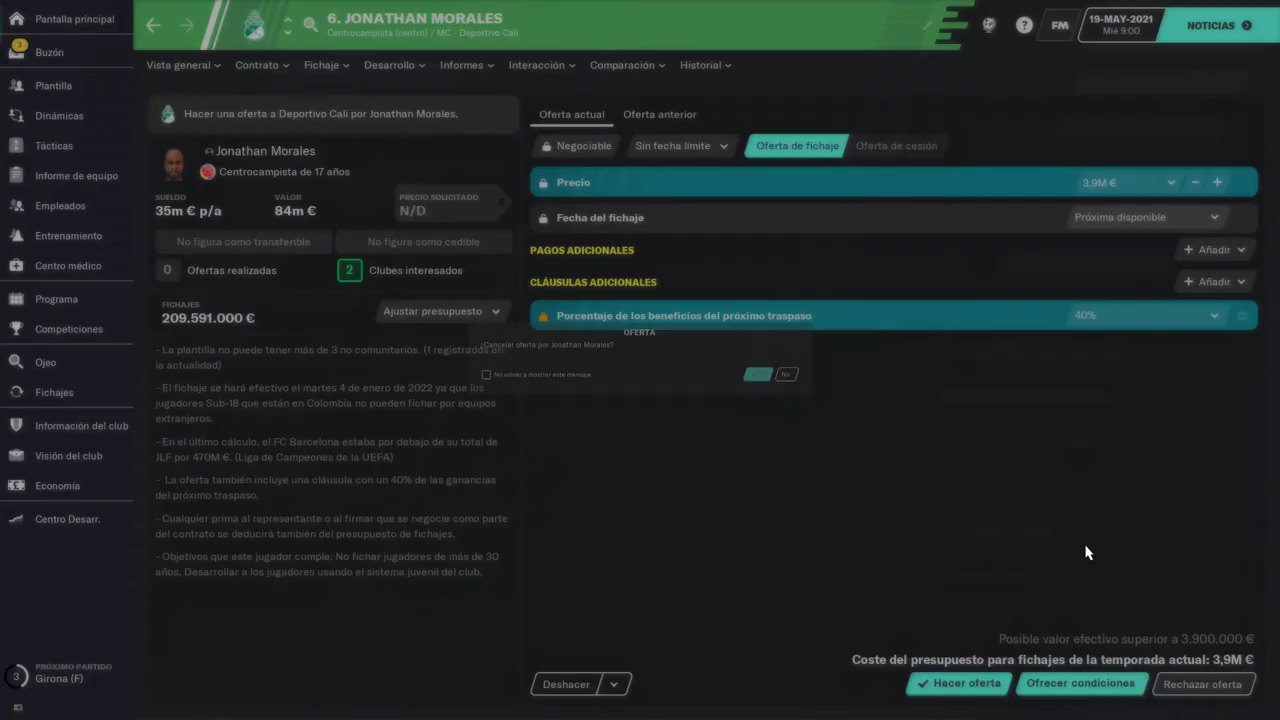 Pantalla principal
3
Buzón
Plantilla
Dinámicas
Tácticas
Informe de equipo
Empleados
Entrenamiento
Centro médico
Programa
Competiciones
Ojeo
Fichajes
Información del club
Visión del club
Economía
Centro Desarr.
3
PRÓXIMO PARTIDO
Girona (F)
6. JONATHAN MORALES
Centrocampista (centro) / MC - Deportivo Cali
?
FM
19-MAY-2021
Mié 9:00
NOTICIAS
Vista general
Contrato
Fichaje
Desarrollo
Informes
Interacción
Comparación
Historial
Hacer una oferta a Deportivo Cali por Jonathan Morales.
Jonathan Morales
Centrocampista de 17 años
SUELDO
35m € p/a
VALOR
84m €
PRECIO SOLICITADO
N/D
No figura como transferible
No figura como cedible
0
Ofertas realizadas
2
Clubes interesados
FICHAJES
209.591.000 €
Ajustar presupuesto
- La plantilla no puede tener más de 3 no comunitarios. (1 registrados en
la actualidad)
- El fichaje se hará efectivo el martes 4 de enero de 2022 ya que los
jugadores Sub-18 que están en Colombia no pueden fichar por equipos
extranjeros.
- En el último cálculo, el FC Barcelona estaba por debajo de su total de
JLF por 470M €. (Liga de Campeones de la UEFA)
- La oferta también incluye una cláusula con un 40% de las ganancias
del próximo traspaso.
- Cualquier prima al representante o al firmar que se negocie como parte
del contrato se deducirá también del presupuesto de fichajes.
- Objetivos que este jugador cumple: No fichar jugadores de más de 30
años, Desarrollar a los jugadores usando el sistema juvenil del club.
Oferta actual
Oferta anterior
Negociable
Sin fecha límite
Oferta de fichaje
Oferta de cesión
Precio
3,9M €
Fecha del fichaje
Próxima disponible
PAGOS ADICIONALES
Añadir
CLÁUSULAS ADICIONALES
Añadir
Porcentaje de los beneficios del próximo traspaso
40%
OFERTA
¿Cancelar oferta por Jonathan Morales?
No volver a mostrar este mensaje
No
Posible valor efectivo superior a 3.900.000 €
Coste del presupuesto para fichajes de la temporada actual: 3,9M €
Deshacer
Hacer oferta
Ofrecer condiciones
Rechazar oferta